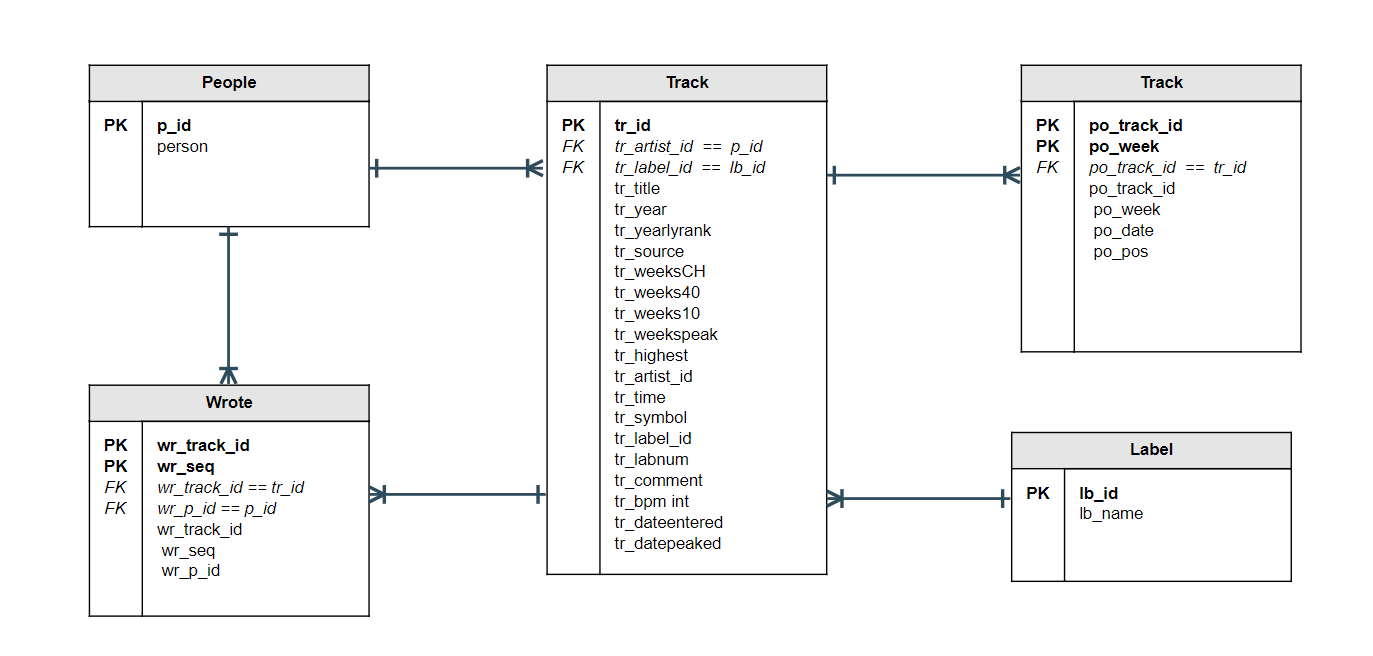 People
PK p_id
person
Track
PK tr_id
FK tr_artist_id == p_id
FK tr_label_id == lb_id
tr_title
tr_year
tr_yearlyrank
tr_source
tr_weeksCH
tr_weeks40
tr_weeks10
tr_weekspeak
tr_highest
tr_artist_id
tr_time
tr_symbol
tr_label_id
tr_labnum
tr_comment
tr_bpm int
tr_dateentered
tr_datepeaked
Track
PK po_track_id
PK po_week
FK po_track_id == tr_id
po_track_id
po_week
po_date
po_pos
Wrote
PK wr_track_id
PK wr_seq
FK wr_track_id == tr_id
FK wr_p_id == p_id
wr_track_id
wr_seq
wr_p_id
Label
PK lb_id
lb_name